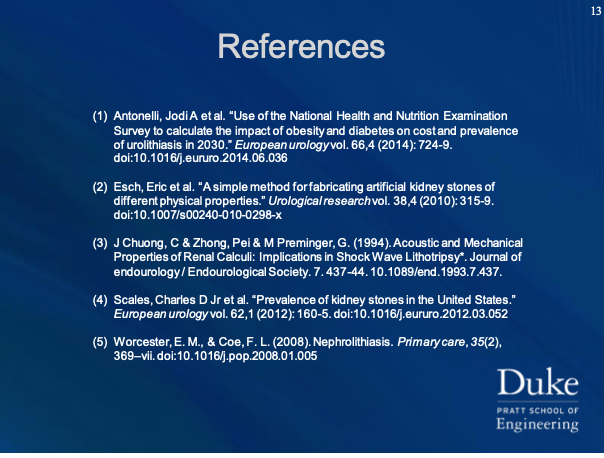 13
References
(1) Antonelli, Jodi A et al. “Use of the National Health and Nutrition Examination
Survey to calculate the impact of obesity and diabetes on cost and prevalence
of urolithiasis in 2030.” European urology vol. 66,4 (2014): 724-9.
doi:10.1016/j.eururo.2014.06.036
(2) Esch, Eric et al. “A simple method for fabricating artificial kidney stones of
different physical properties.” Urological research vol. 38,4 (2010): 315-9.
doi:10.1007/s00240-010-0298-x
(3) J Chuong, C & Zhong, Pei & M Preminger, G. (1994). Acoustic and Mechanical
Properties of Renal Calculi: Implications in Shock Wave Lithotripsy*. Journal of
endourology / Endourological Society. 7. 437-44. 10.1089/end.1993.7.437.
(4) Scales, Charles D Jr et al. “Prevalence of kidney stones in the United States.”
European urology vol. 62,1 (2012): 160-5. doi:10.1016/j.eururo.2012.03.052
(5) Worcester, E. M., & Coe, F. L. (2008). Nephrolithiasis. Primary care, 35(2),
369–vii. doi:10.1016/j.pop.2008.01.005
Duke
PRATT SCHOOL OF
Engineering